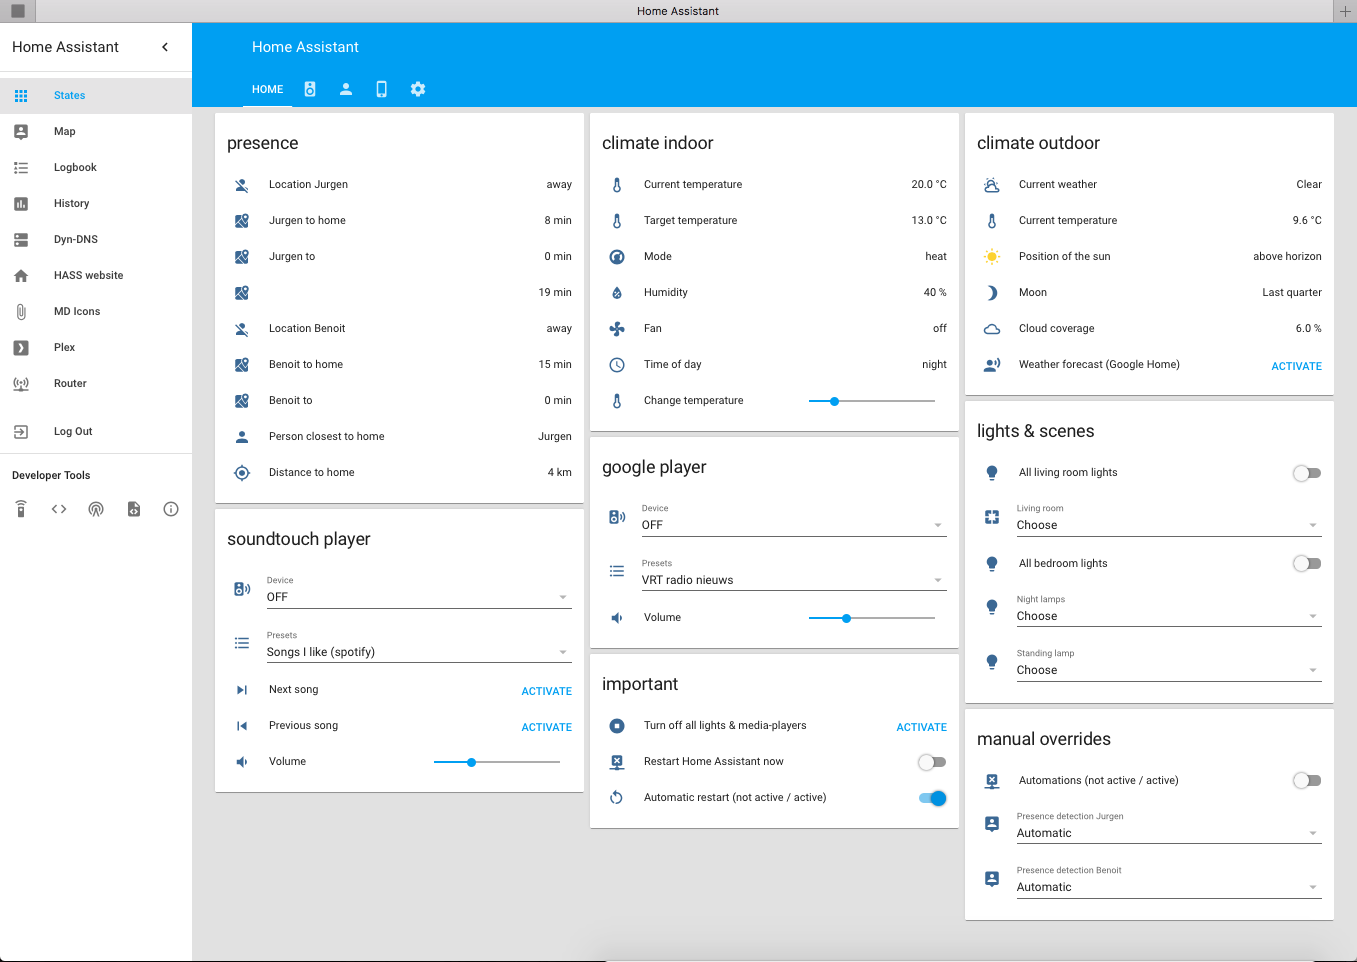 Home Assistant
Home Assistant
States
Map
Logbook
History
Dyn-DNS
HASS website
MD Icons
Plex
Router
Log Out
Developer Tools
Home Assistant
HOME
presence
Location Jurgen away
Jurgen to home 8 min
Jurgen to 0 min
19 min
Location Benoit away
Benoit to home 15 min
Benoit to 0 min
Person closest to home Jurgen
Distance to home 4 km
soundtouch player
Device
OFF
Presets
Songs I like (spotify)
Next song ACTIVATE
Previous song ACTIVATE
Volume
climate indoor
Current temperature 20.0 °C
Target temperature 13.0 °C
Mode heat
Humidity 40 %
Fan off
Time of day night
Change temperature
google player
Device
OFF
Presets
VRT radio nieuws
Volume
important
Turn off all lights & media-players ACTIVATE
Restart Home Assistant now
Automatic restart (not active / active)
climate outdoor
Current weather Clear
Current temperature 9.6 °C
Position of the sun above horizon
Moon Last quarter
Cloud coverage 6.0 %
Weather forecast (Google Home) ACTIVATE
lights & scenes
All living room lights
Living room
Choose
All bedroom lights
Night lamps
Choose
Standing lamp
Choose
manual overrides
Automations (not active / active)
Presence detection Jurgen
Automatic
Presence detection Benoit
Automatic